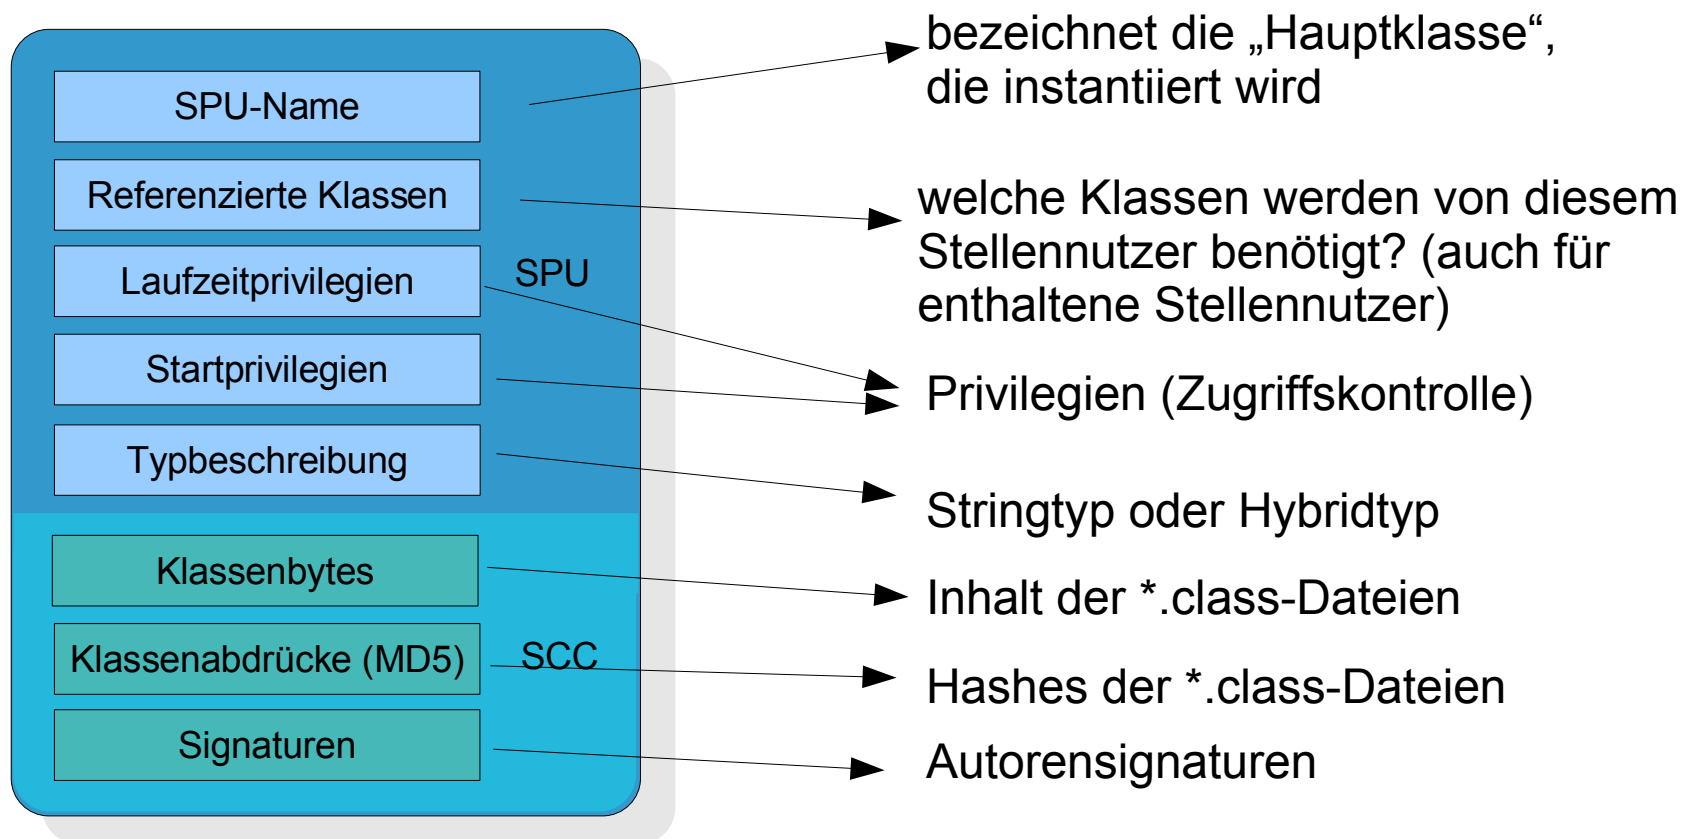 SPU-Name
bezeichnet die „Hauptklasse“,
die instantiiert wird
Referenzierte Klassen
welche Klassen werden von diesem
Stellennutzer benötigt? (auch für
enthaltene Stellennutzer)
Laufzeitprivilegien
SPU
Startprivilegien
Privilegien (Zugriffskontrolle)
Typbeschreibung
Stringtyp oder Hybridtyp
Klassenbytes
Inhalt der *.class-Dateien
Klassenabdrücke (MD5)
SCC
Hashes der *.class-Dateien
Signaturen
Autorensignaturen